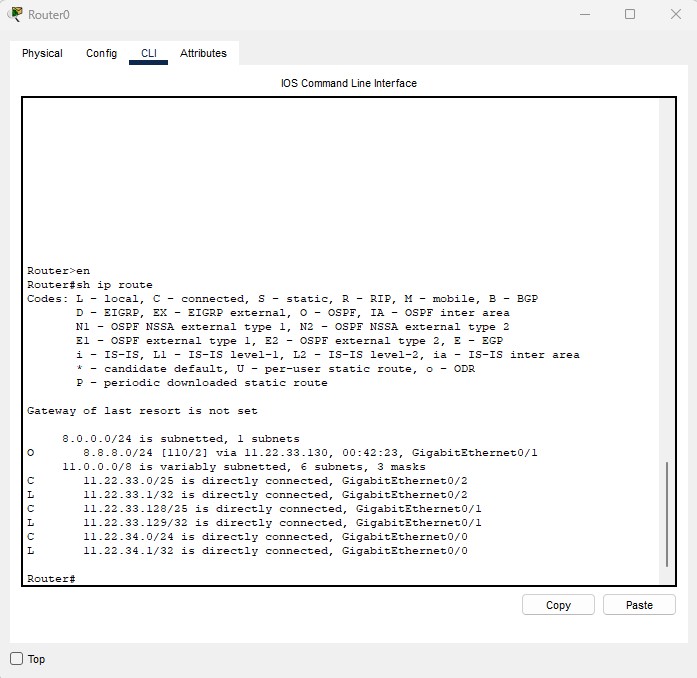 Router0
Physical Config CLI Attributes
IOS Command Line Interface
Router>en
Router#sh ip route
Codes: L - local, C - connected, S - static, R - RIP, M - mobile, B - BGP
D - EIGRP, EX - EIGRP external, O - OSPF, IA - OSPF inter area
N1 - OSPF NSSA external type 1, N2 - OSPF NSSA external type 2
E1 - OSPF external type 1, E2 - OSPF external type 2, E - EGP
i - IS-IS, L1 - IS-IS level-1, L2 - IS-IS level-2, ia - IS-IS inter area
* - candidate default, U - per-user static route, o - ODR
P - periodic downloaded static route
Gateway of last resort is not set
8.0.0.0/24 is subnetted, 1 subnets
O 8.8.8.0/24 [110/2] via 11.22.33.130, 00:42:23, GigabitEthernet0/1
11.0.0.0/8 is variably subnetted, 6 subnets, 3 masks
C 11.22.33.0/25 is directly connected, GigabitEthernet0/2
L 11.22.33.1/32 is directly connected, GigabitEthernet0/2
C 11.22.33.128/25 is directly connected, GigabitEthernet0/1
L 11.22.33.129/32 is directly connected, GigabitEthernet0/1
C 11.22.34.0/24 is directly connected, GigabitEthernet0/0
L 11.22.34.1/32 is directly connected, GigabitEthernet0/0
Router#
Copy Paste
Top